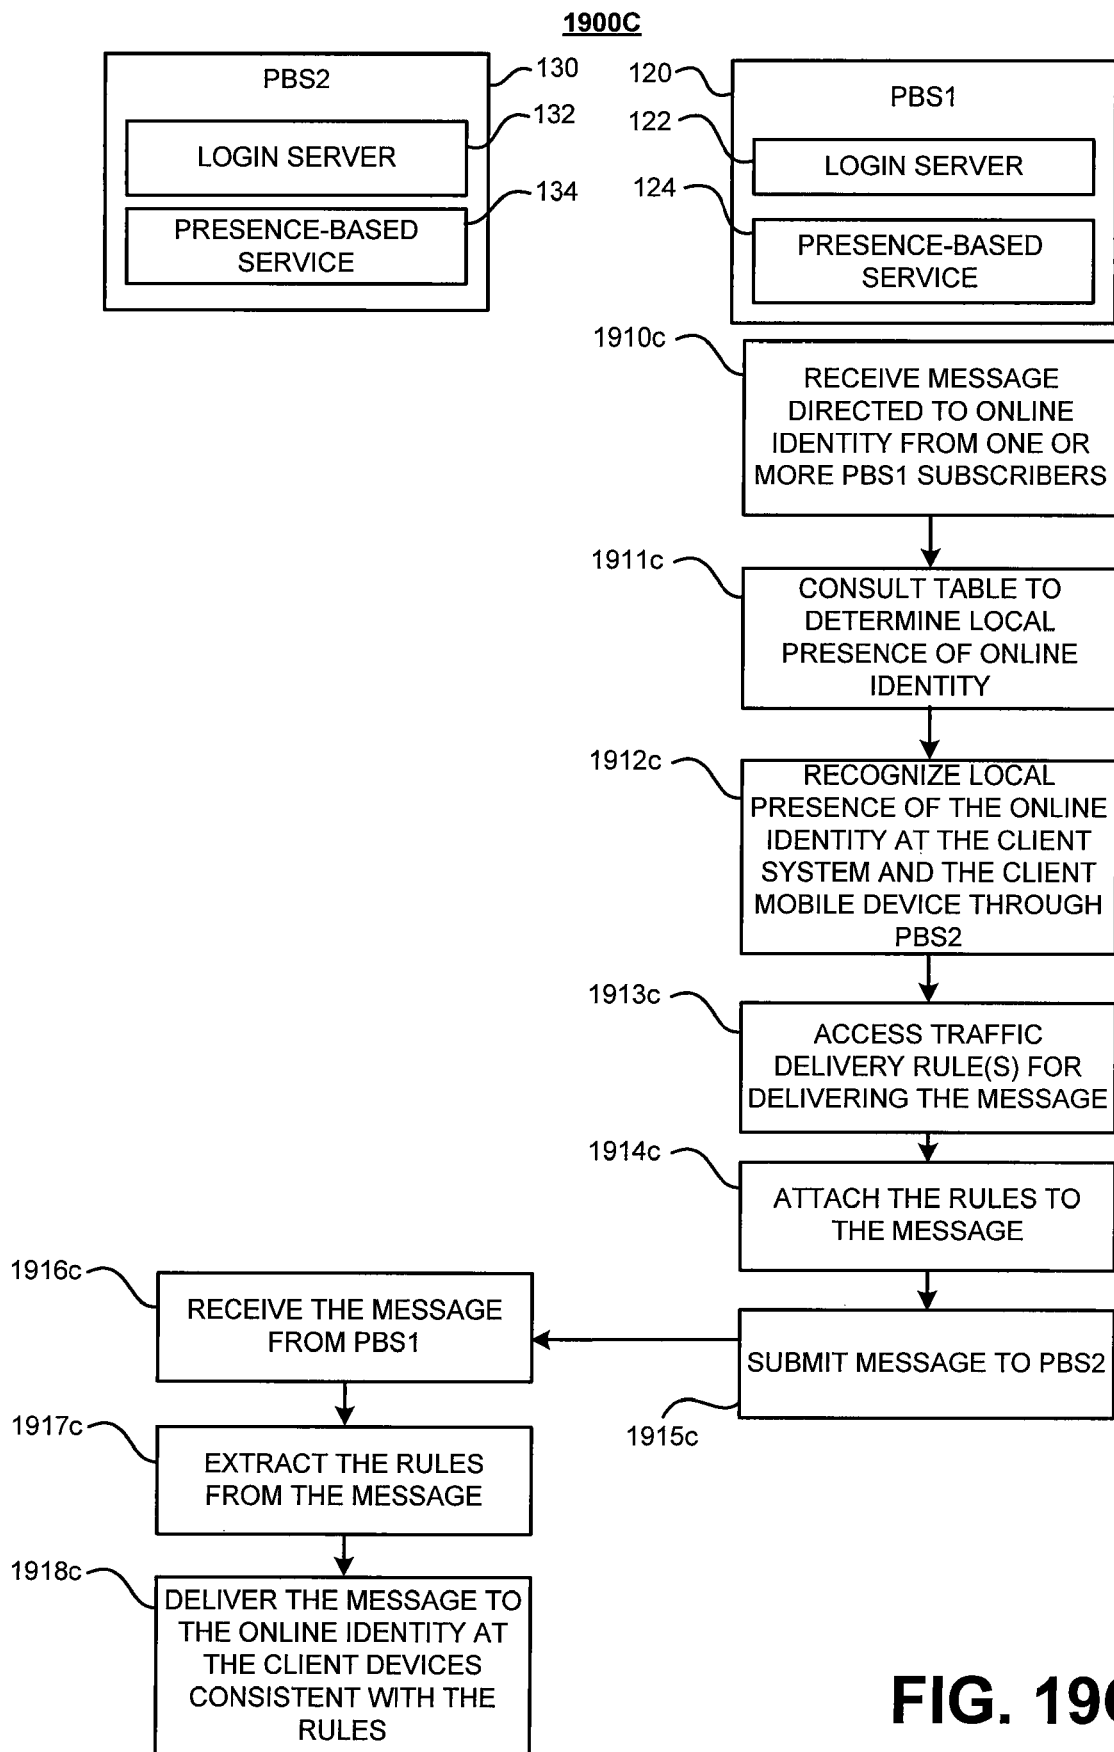 1900C
PBS2
130
132
LOGIN SERVER
134
PRESENCE-BASED
SERVICE
120
PBS1
122
LOGIN SERVER
124
PRESENCE-BASED
SERVICE
1910c
RECEIVE MESSAGE
DIRECTED TO ONLINE
IDENTITY FROM ONE OR
MORE PBS1 SUBSCRIBERS
1911c
CONSULT TABLE TO
DETERMINE LOCAL
PRESENCE OF ONLINE
IDENTITY
1912c
RECOGNIZE LOCAL
PRESENCE OF THE ONLINE
IDENTITY AT THE CLIENT
SYSTEM AND THE CLIENT
MOBILE DEVICE THROUGH
PBS2
1913c
ACCESS TRAFFIC
DELIVERY RULE(S) FOR
DELIVERING THE MESSAGE
1914c
ATTACH THE RULES TO
THE MESSAGE
SUBMIT MESSAGE TO PBS2
1915c
1916c
RECEIVE THE MESSAGE
FROM PBS1
1917c
EXTRACT THE RULES
FROM THE MESSAGE
1918c
DELIVER THE MESSAGE TO
THE ONLINE IDENTITY AT
THE CLIENT DEVICES
CONSISTENT WITH THE
RULES
FIG. 19C